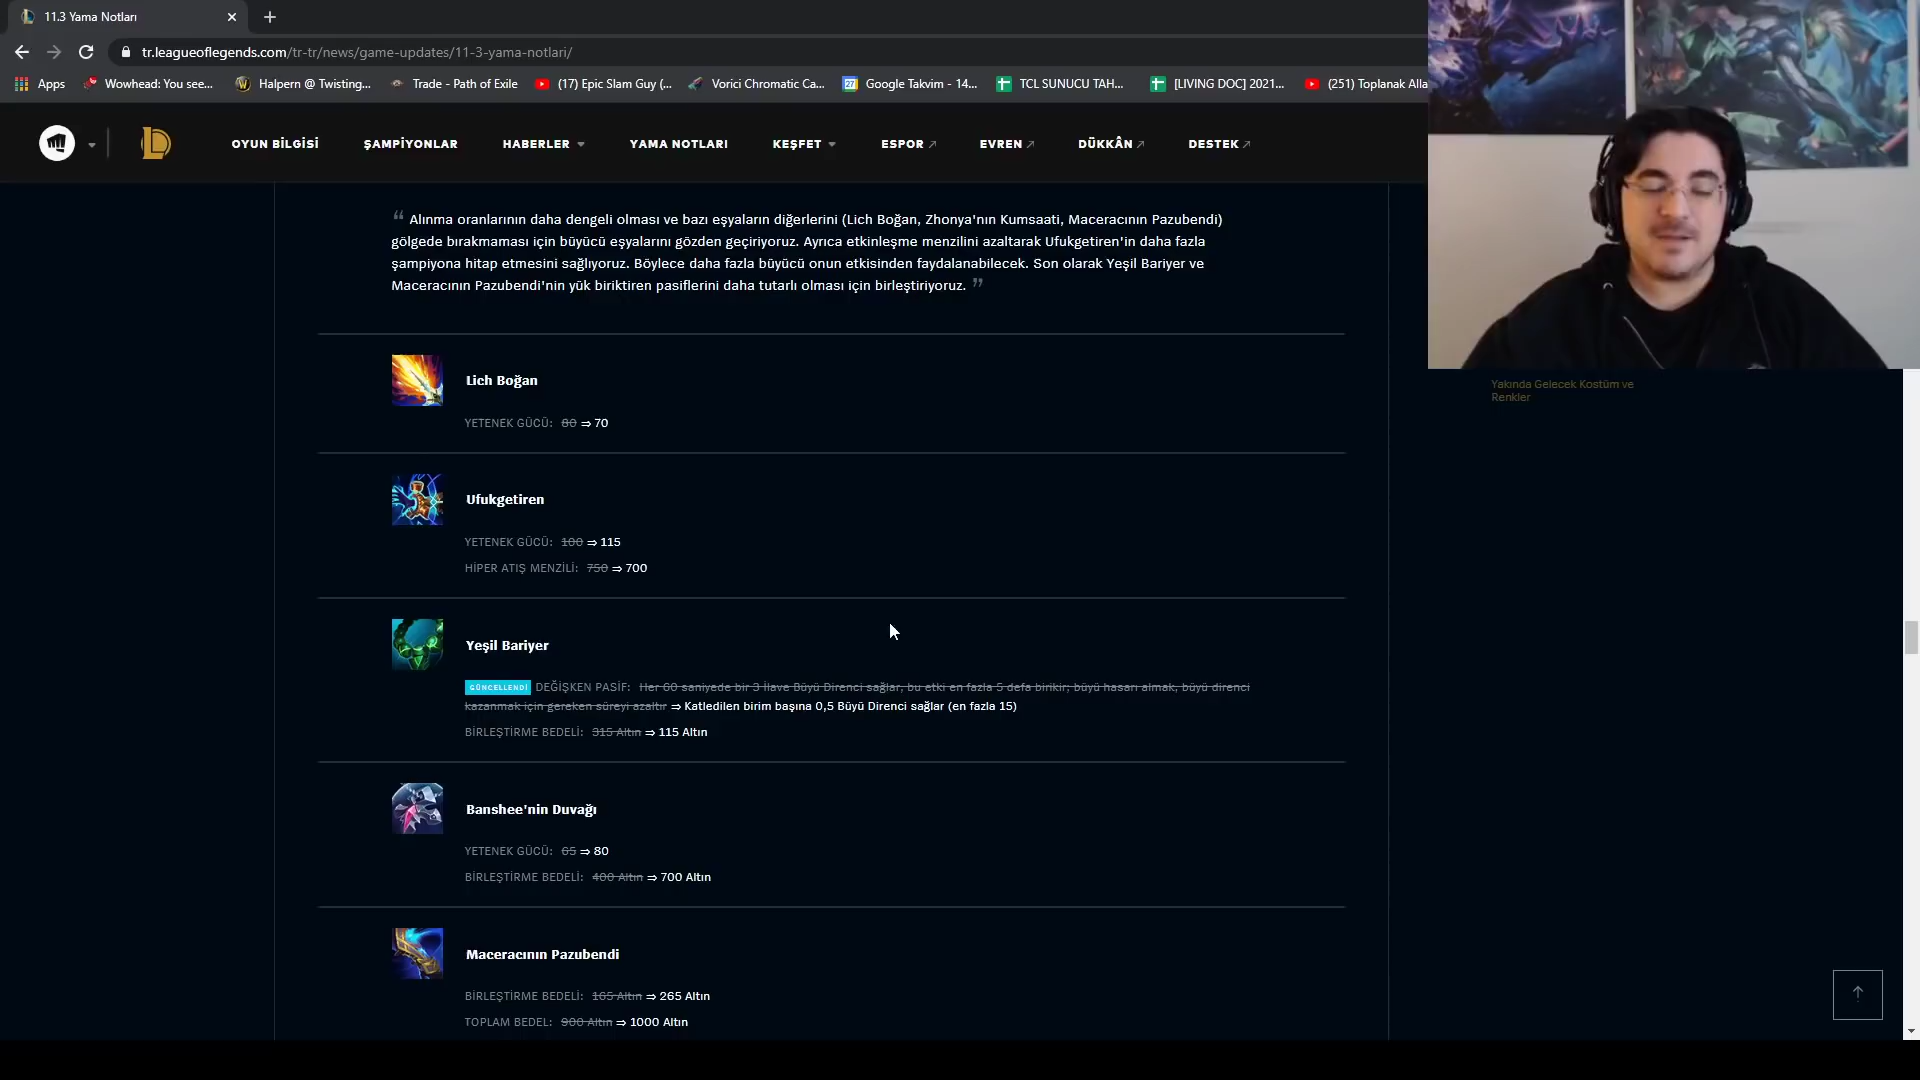 11.3 Yama Notları
tr.leagueoflegends.com/tr-tr/news/game-updates/11-3-yama-notlari/
Apps Wowhead: You see... Halpern @ Twisting... Trade - Path of Exile (17) Epic Slam Guy (... Vorici Chromatic Ca... Google Takvim - 14... TCL SUNUCU TAH... [LIVING DOC] 2021... (251) Toplanak Alla
OYUN BİLGİSİ ŞAMPİYONLAR HABERLER YAMA NOTLARI KEŞFET ESPOR EVREN DÜKKÂN DESTEK
“ Alınma oranlarının daha dengeli olması ve bazı eşyaların diğerlerini (Lich Boğan, Zhonya'nın Kumsaati, Maceracının Pazubendi)
gölgede bırakmaması için büyücü eşyalarını gözden geçiriyoruz. Ayrıca etkinleşme menzilini azaltarak Ufukgetiren'in daha fazla
şampiyona hitap etmesini sağlıyoruz. Böylece daha fazla büyücü onun etkisinden faydalanabilecek. Son olarak Yeşil Bariyer ve
Maceracının Pazubendi'nin yük biriktiren pasiflerini daha tutarlı olması için birleştiriyoruz. ”
Yakında Gelecek Kostüm ve
Renkler
Lich Boğan
YETENEK GÜCÜ: 80 ⇒ 70
Ufukgetiren
YETENEK GÜCÜ: 100 ⇒ 115
HİPER ATIŞ MENZİLİ: 750 ⇒ 700
Yeşil Bariyer
GÜNCELLENDİ DEĞİŞKEN PASİF: Her 60 saniyede bir 3 İlave Büyü Direnci sağlar, bu etki en fazla 5 defa birikir; büyü hasarı almak, büyü direnci
kazanmak için gereken süreyi azaltır ⇒ Katledilen birim başına 0,5 Büyü Direnci sağlar (en fazla 15)
BİRLEŞTİRME BEDELİ: 315 Altın ⇒ 115 Altın
Banshee'nin Duvağı
YETENEK GÜCÜ: 65 ⇒ 80
BİRLEŞTİRME BEDELİ: 400 Altın ⇒ 700 Altın
Maceracının Pazubendi
BİRLEŞTİRME BEDELİ: 165 Altın ⇒ 265 Altın
TOPLAM BEDEL: 900 Altın ⇒ 1000 Altın